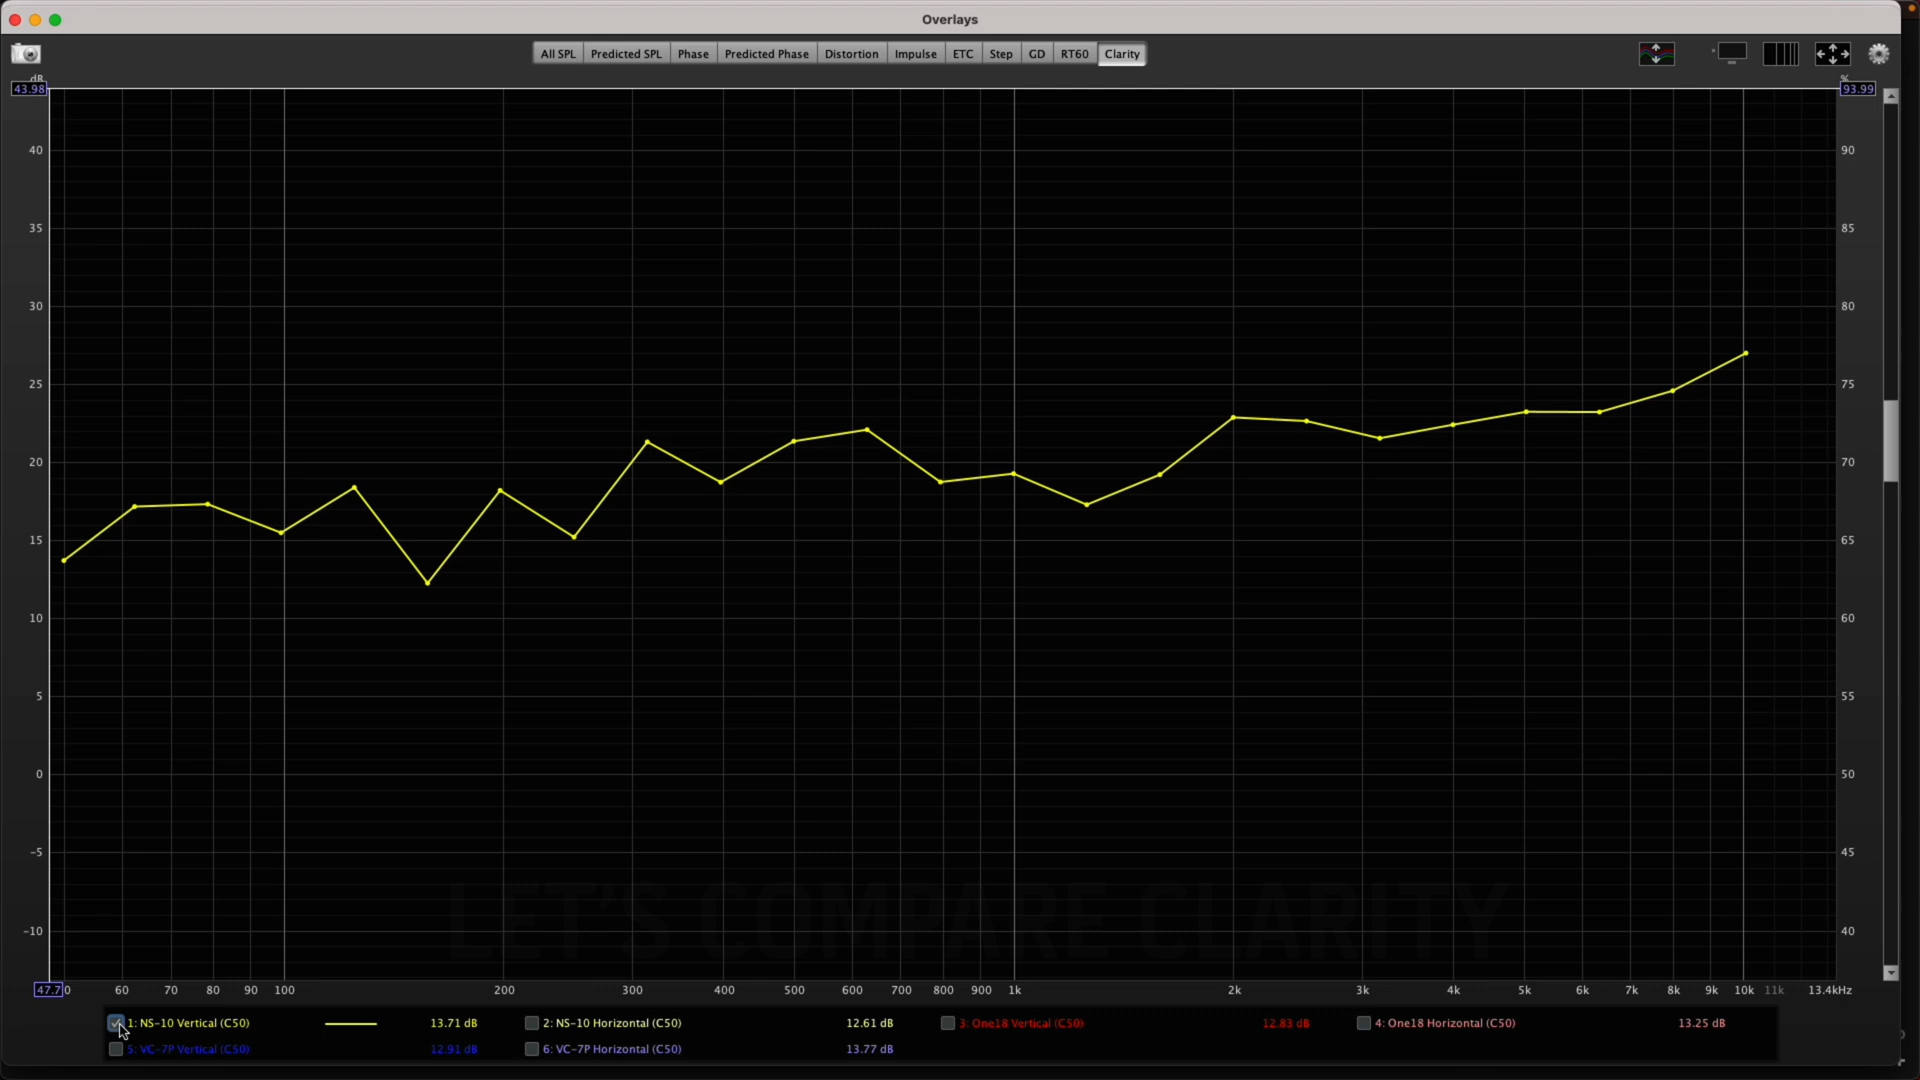 Overlays
All SPL Predicted SPL Phase Predicted Phase Distortion Impulse ETC Step GD RT60 Clarity
dB %
43.98 93.99
40 90
35 85
30 80
25 75
20 70
15 65
10 60
5 55
0 50
-5 45
LET'S COMPARE CLARITY
-10 40
47.7 0 60 70 80 90 100 200 300 400 500 600 700 800 900 1k 2k 3k 4k 5k 6k 7k 8k 9k 10k 11k 13.4kHz
1: NS-10 Vertical (C50) 13.71 dB 2: NS-10 Horizontal (C50) 12.61 dB 3: One18 Vertical (C50) 12.83 dB 4: One18 Horizontal (C50) 13.25 dB
5: VC-7P Vertical (C50) 12.91 dB 6: VC-7P Horizontal (C50) 13.77 dB